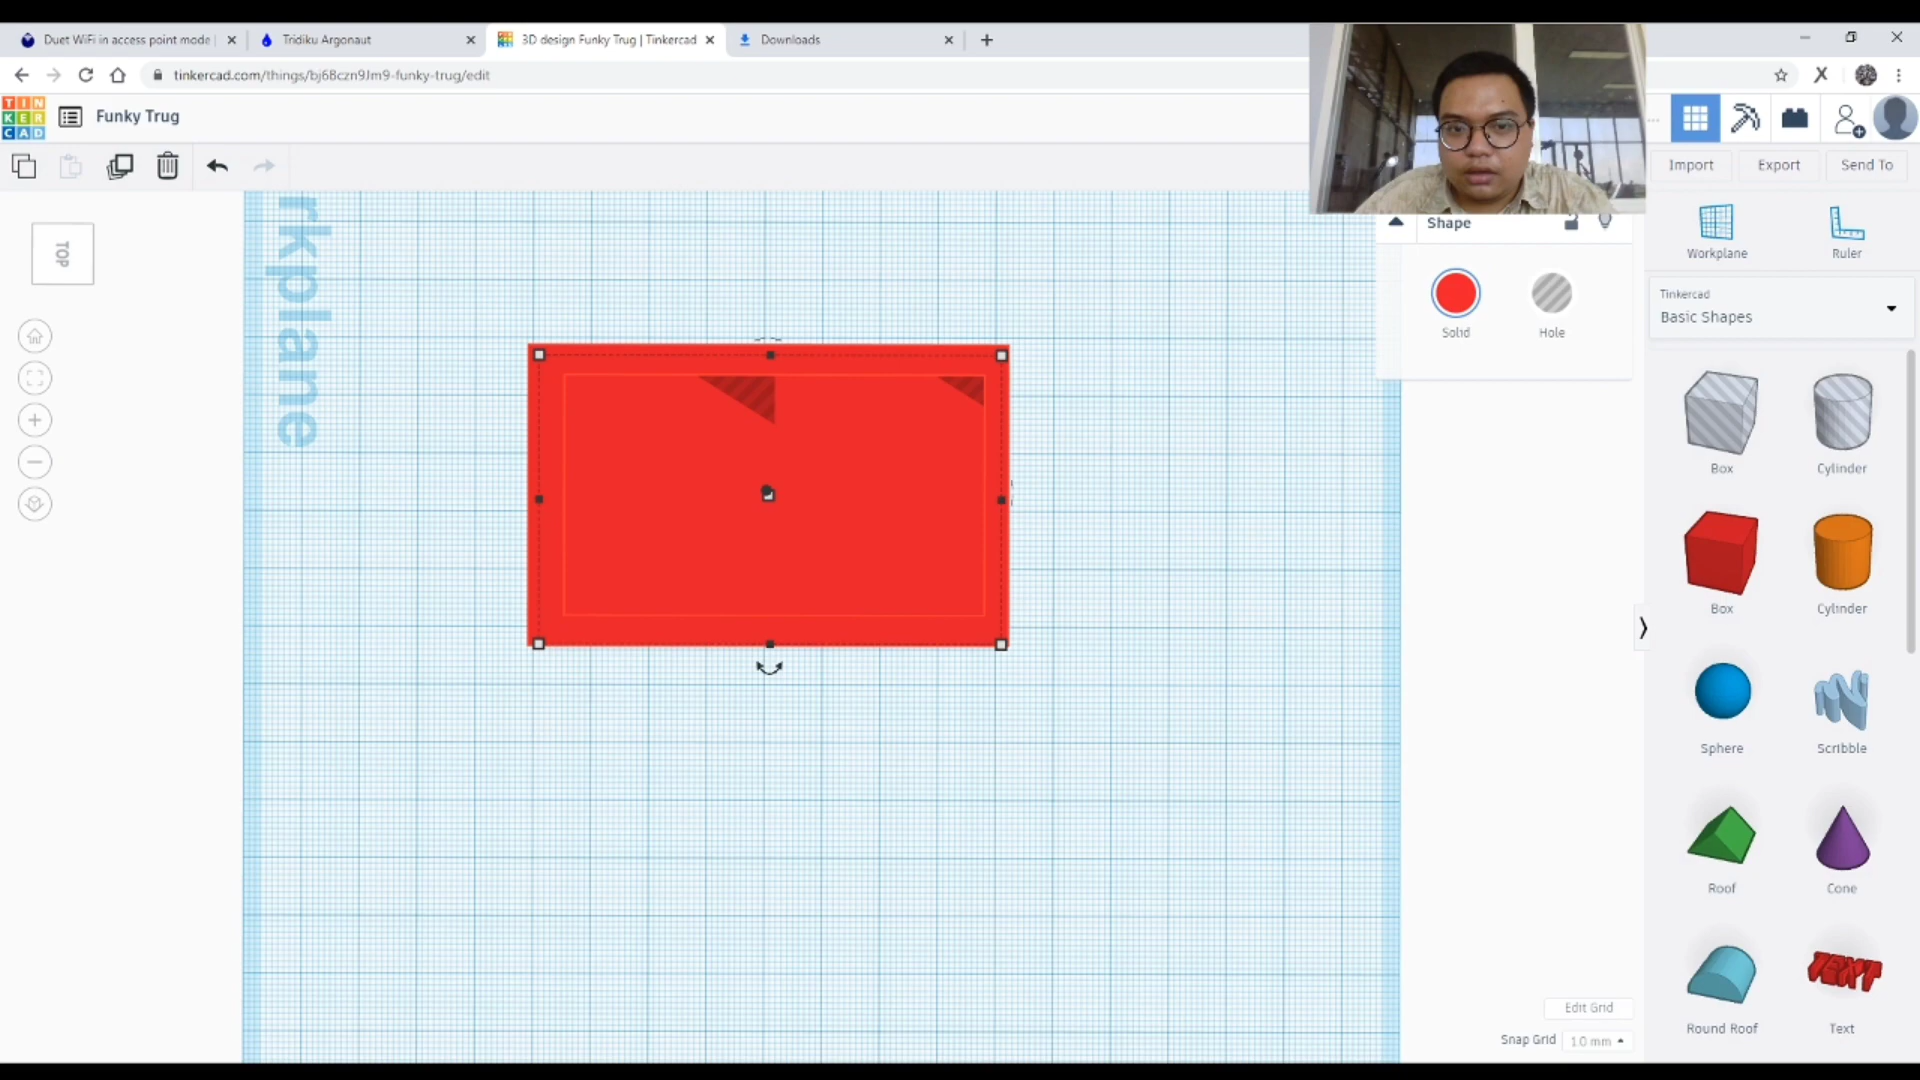 Duet WiFi in access point mode
Tridiku Argonaut
3D design Funky Trug | Tinkercad
Downloads
tinkercad.com/things/bj68czn9Jm9-funky-trug/edit
TIN
KER
CAD
Funky Trug
Import
Export
Send To
TOP
rkplane
Shape
Solid
Hole
Workplane
Ruler
Tinkercad
Basic Shapes
Box
Cylinder
Box
Cylinder
Sphere
Scribble
Roof
Cone
TEXT
Round Roof
Text
Edit Grid
Snap Grid
1.0 mm